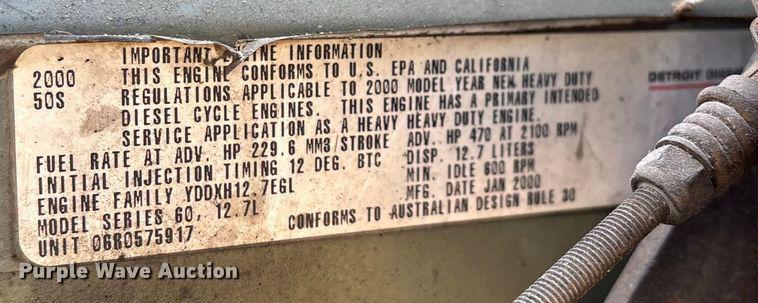 IMPORTANT INE INFORMATION
2000 THIS ENGINE CONFORMS TO U.S. EPA AND CALIFORNIA
50S REGULATIONS APPLICABLE TO 2000 MODEL YEAR NEW HEAVY DUTY
DIESEL CYCLE ENGINES. THIS ENGINE HAS A PRIMARY INTENDED
SERVICE APPLICATION AS A HEAVY HEAVY DUTY ENGINE.
FUEL RATE AT ADV. HP 229.6 MM3/STROKE ADV. HP 470 AT 2100 RPM
INITIAL INJECTION TIMING 12 DEG. BTC DISP. 12.7 LITERS
ENGINE FAMILY YDDXH12.7EGL MIN. IDLE 600 RPM
MODEL SERIES 60, 12.7L MFG. DATE JAN 2000
UNIT 06R0575917 CONFORMS TO AUSTRALIAN DESIGN RULE 30
DETROIT DIESEL
Purple Wave Auction